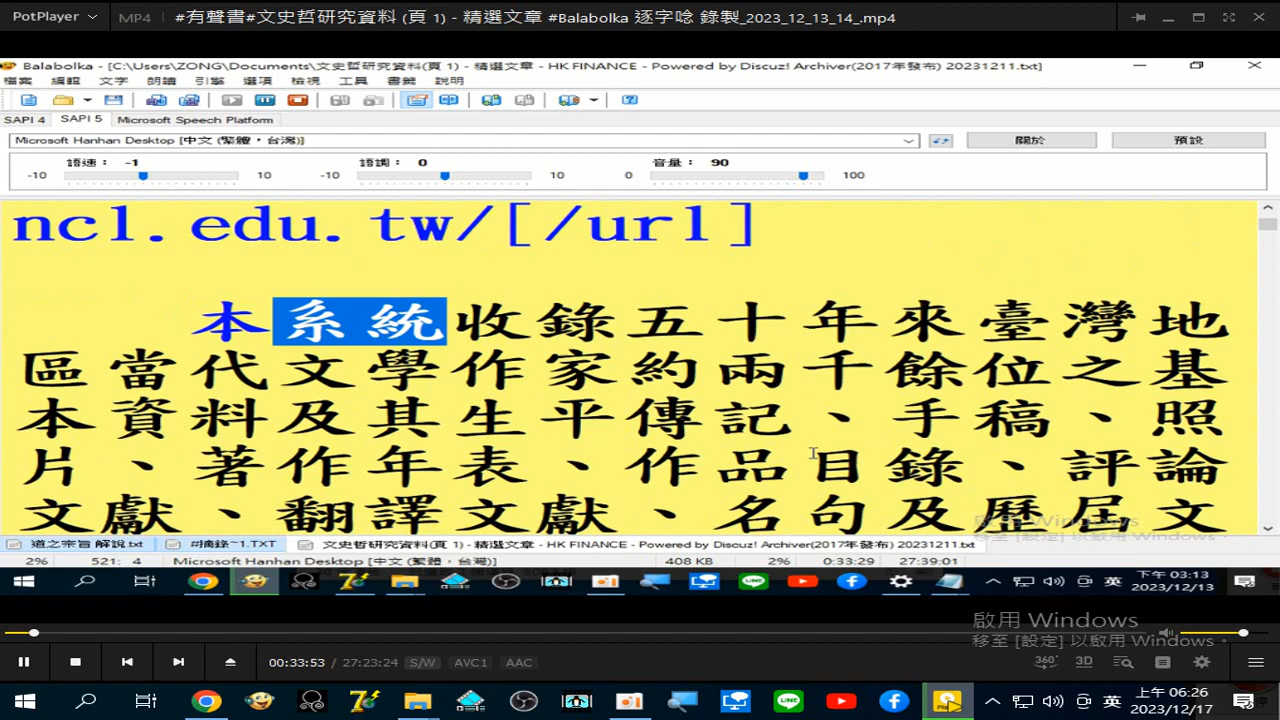 PotPlayer MP4 #有聲書#文史哲研究資料 (頁 1) - 精選文章 #Balabolka 逐字唸 錄製_2023_12_13_14_.mp4
Balabolka - [C:\Users\ZONG\Documents\文史哲研究資料(頁 1) - 精選文章 - HK FINANCE - Powered by Discuz! Archiver(2017年發布) 20231211.txt]
檔案 編輯 文字 朗讀 引擎 選項 檢視 工具 書籤 說明
SAPI 4 SAPI 5 Microsoft Speech Platform
Microsoft Hanhan Desktop [中文 (繁體，台灣)] 關於 預設
語速： -1 語調： 0 音量： 90
-10 10 -10 10 0 100
ncl.edu.tw/[/url]
本系統收錄五十年來臺灣地
區當代文學作家約兩千餘位之基
本資料及其生平傳記、手稿、照
片、著作年表、作品目錄、評論
文獻、翻譯文獻、名句及歷屆文
道之宗旨 解說.txt #摘錄~1.TXT 文史哲研究資料(頁 1) - 精選文章 - HK FINANCE - Powered by Discuz! Archiver(2017年發布) 20231211.txt
2% 521: 4 Microsoft Hanhan Desktop [中文 (繁體，台灣)] 408 KB 2% 0:33:29 27:39:01
英 下午 03:13
2023/12/13
啟用 Windows
移至 [設定] 以啟用 Windows。
00:33:53 / 27:23:24 S/W AVC1 AAC 360° 3D
英 上午 06:26
2023/12/17